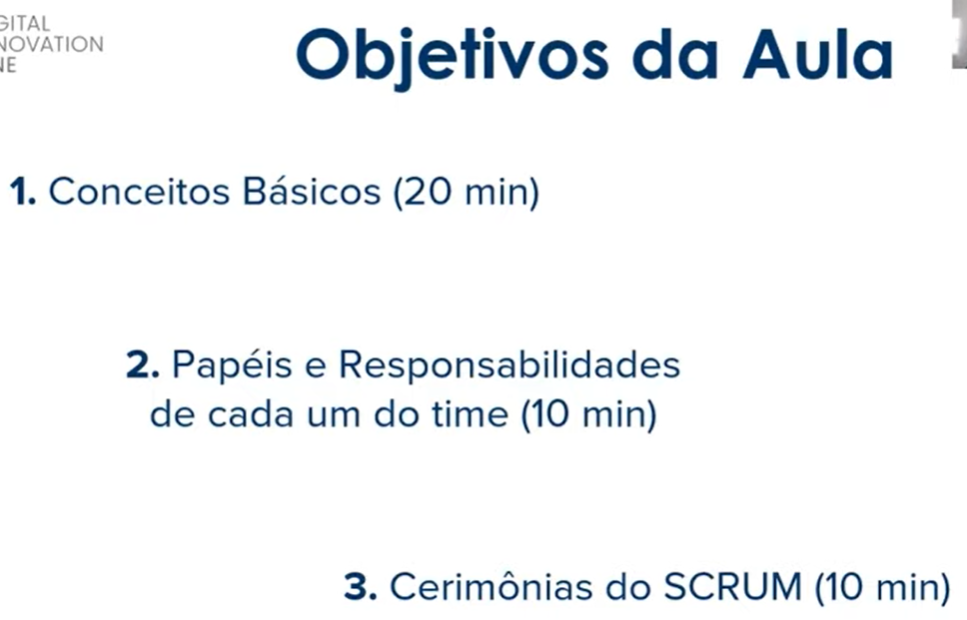 GITAL
NOVATION
NE
Objetivos da Aula
1. Conceitos Básicos (20 min)
2. Papéis e Responsabilidades
de cada um do time (10 min)
3. Cerimônias do SCRUM (10 min)